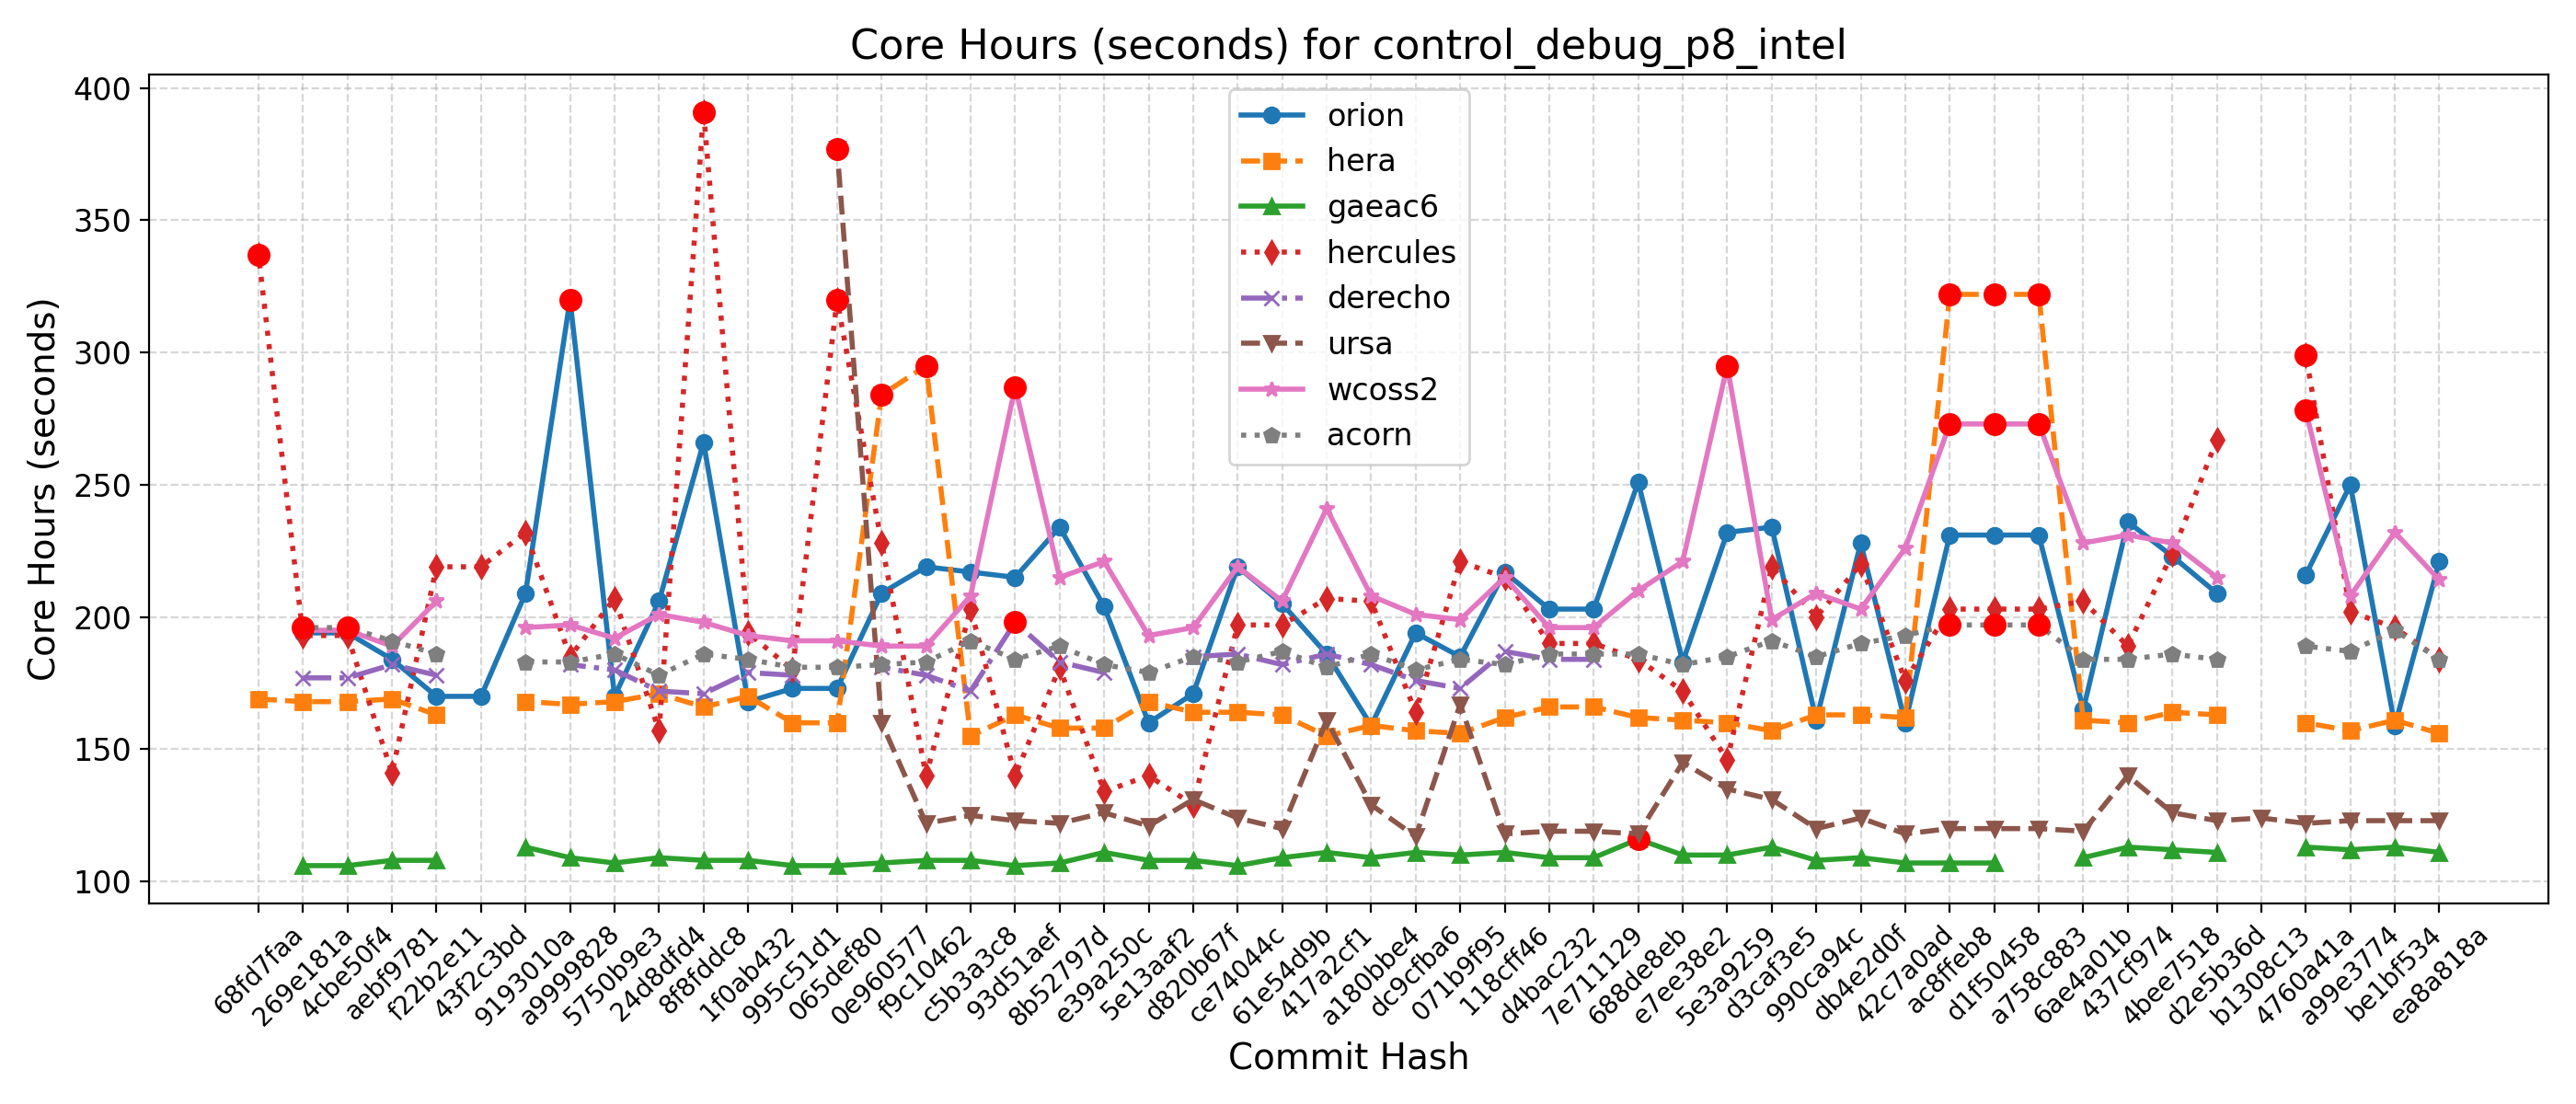 Core Hours (seconds) for control_debug_p8_intel
Core Hours (seconds)
400
350
300
250
200
150
100
orion
hera
gaeac6
hercules
derecho
ursa
wcoss2
acorn
68fd7faa
269e181a
4cbe50f4
aebf9781
f22b2e11
43f2c3bd
9193010a
a9999828
5750b9e3
24d8dfd4
8f8fddc8
1f0ab432
995c51d1
065def80
0e960577
f9c10462
c5b3a3c8
93d51aef
8b52797d
e39a250c
5e13aaf2
d820b67f
ce74044c
61e54d9b
417a2cf1
a180bbe4
dc9cfba6
071b9f95
118cff46
d4bac232
7e711129
688de8eb
e7ee38e2
5e3a9259
d3caf3e5
990ca94c
db4e2d0f
42c7a0ad
ac8ffeb8
d1f50458
a758c883
6ae4a01b
437cf974
4bee7518
d2e5b36d
b1308c13
4760a41a
a99e3774
be1bf534
ea8a818a
Commit Hash